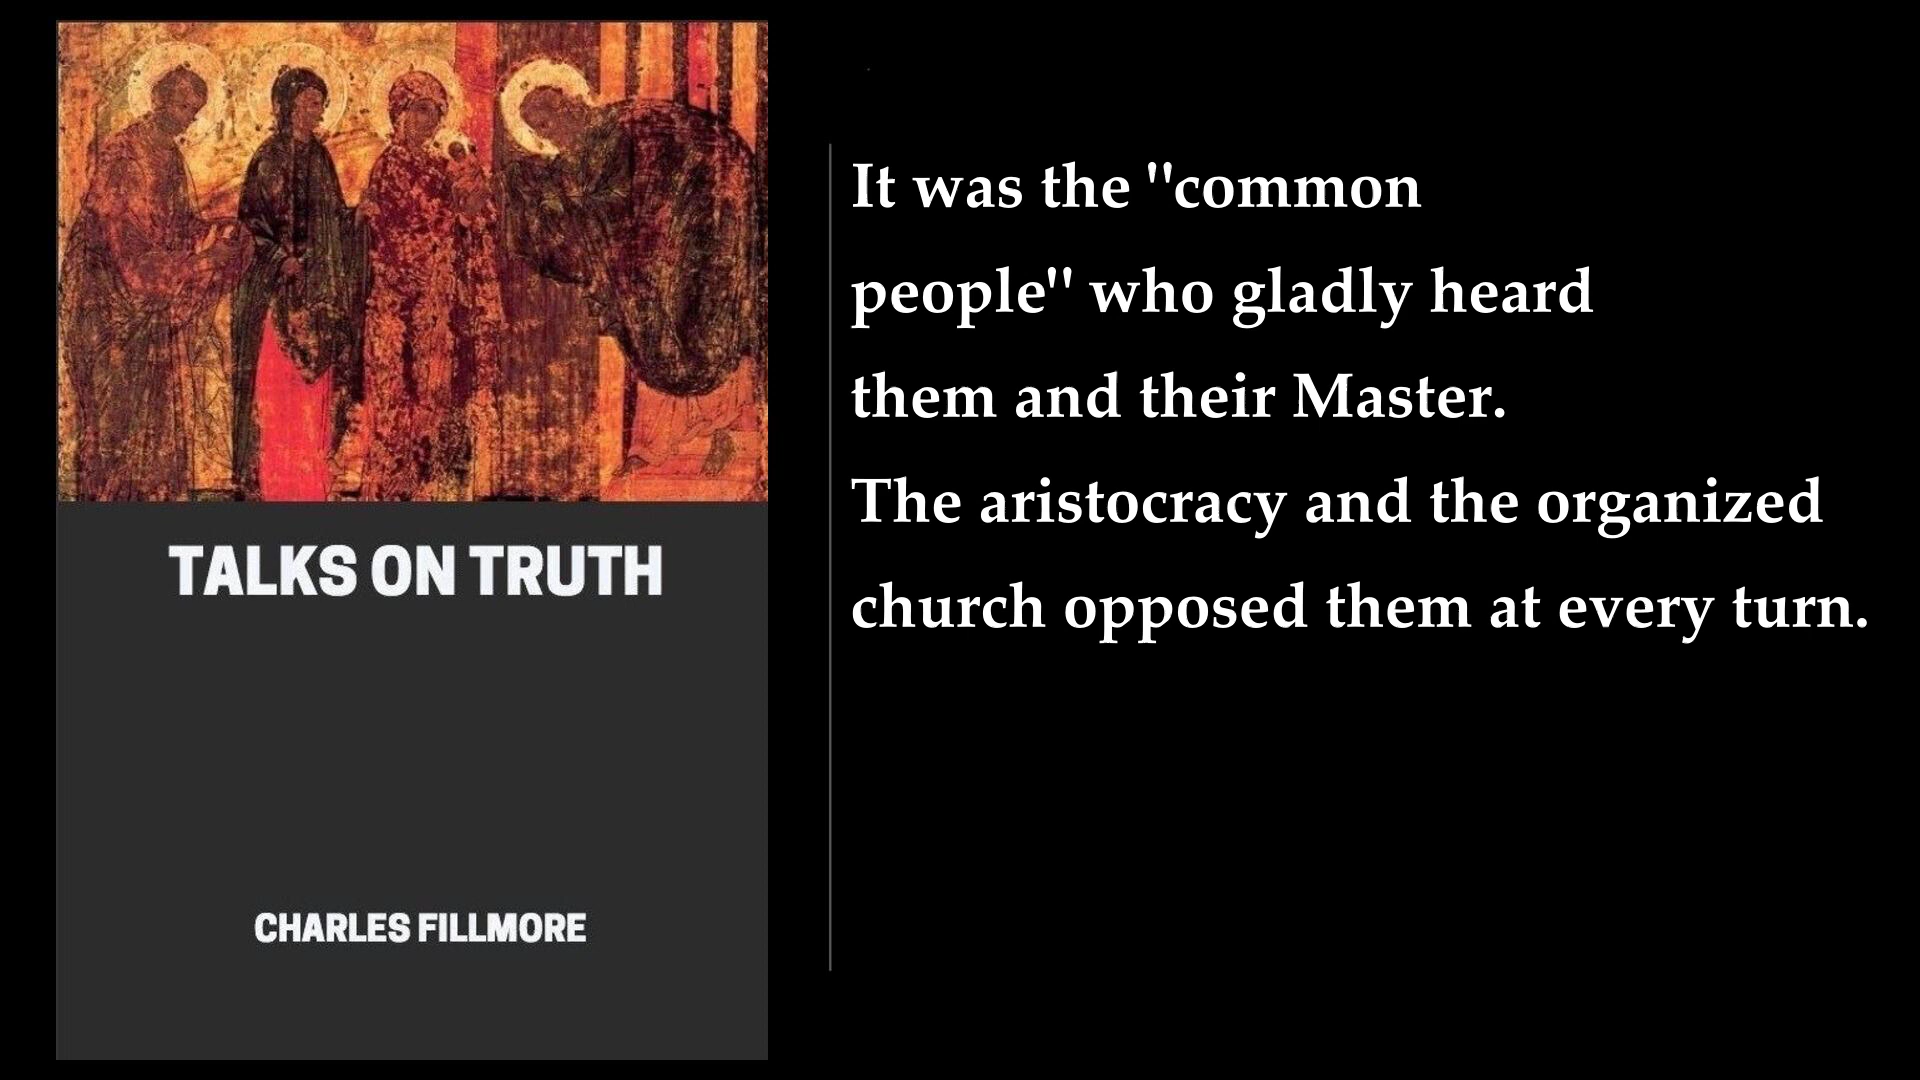 TALKS ON TRUTH
CHARLES FILLMORE
It was the "common
people" who gladly heard
them and their Master.
The aristocracy and the organized
church opposed them at every turn.